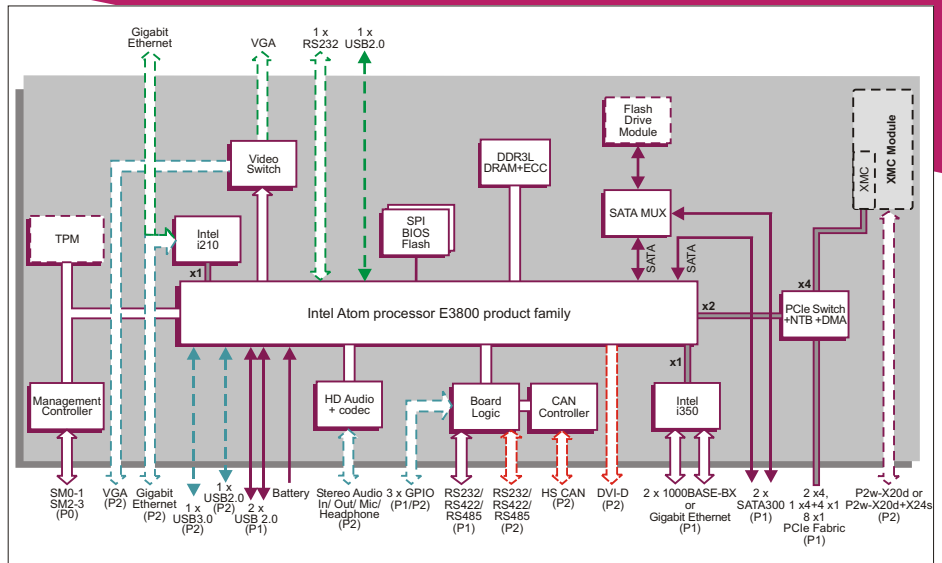 Gigabit
Ethernet
VGA
1 x
RS232
1 x
USB2.0
Flash
Drive
Module
XMC Module
XMC
Video
Switch
DDR3L
DRAM+ECC
SATA MUX
TPM
Intel
i210
SPI
BIOS
Flash
SATA
SATA
x1
x4
Intel Atom processor E3800 product family
x2
PCIe Switch
+NTB +DMA
x1
Management
Controller
HD Audio
+ codec
Board
Logic
CAN
Controller
Intel
i350
SM0-1
SM2-3
(P0)
VGA
(P2)
Gigabit
Ethernet
(P2)
1 x
USB3.0
(P2)
1 x
USB2.0
(P2)
2 x
USB 2.0
(P1)
Battery
Stereo Audio
In/ Out/ Mic/
Headphone
(P2)
3 x GPIO
(P1/P2)
RS232/
RS422/
RS485
(P1)
RS232/
RS422/
RS485
(P2)
HS CAN
(P2)
DVI-D
(P2)
2 x 1000BASE-BX
or
Gigabit Ethernet
(P1)
2 x
SATA300
(P1)
2 x4,
1 x4+4 x1
8 x1
PCIe Fabric
(P1)
P2w-X20d or
P2w-X20d+X24s
(P2)